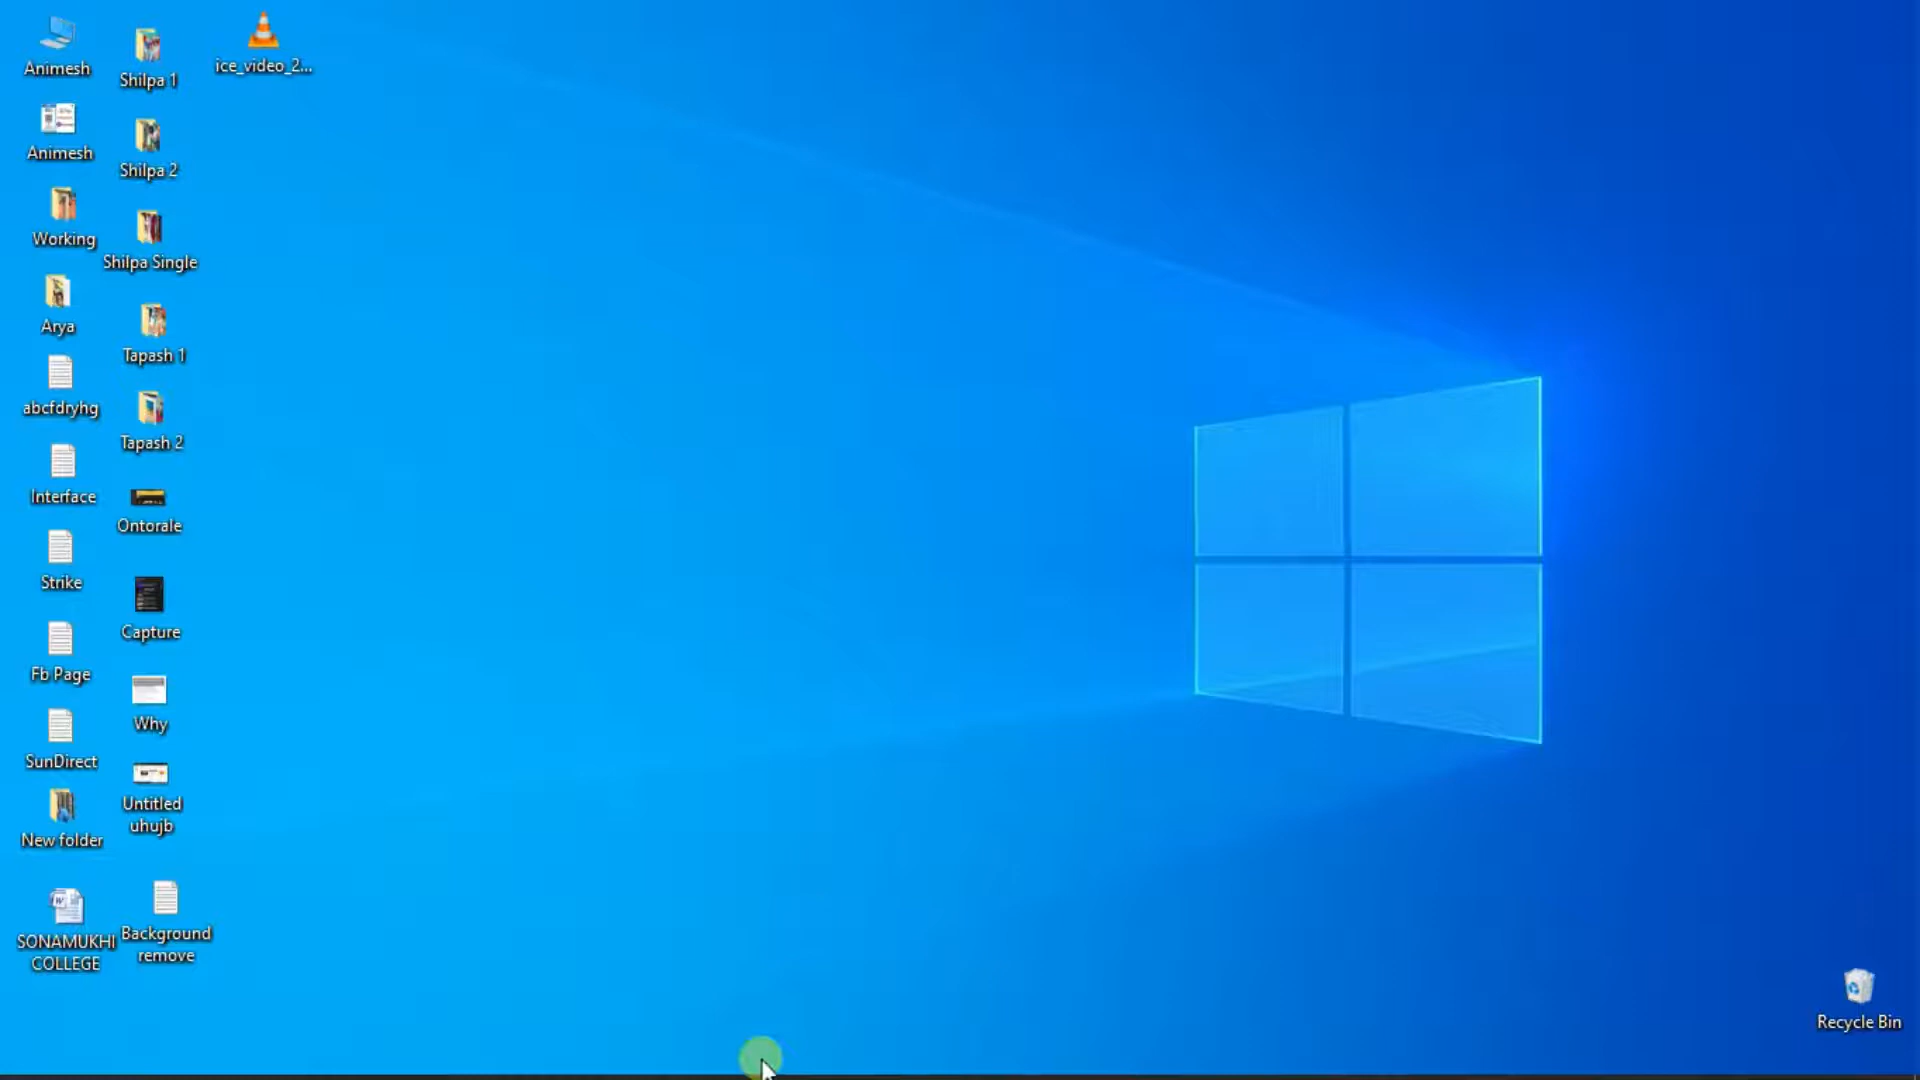 Animesh
Animesh
Working
Arya
abcfdryhg
Interface
Strike
Fb Page
SunDirect
New folder
SONAMUKHI
COLLEGE
Shilpa 1
Shilpa 2
Shilpa Single
Tapash 1
Tapash 2
Ontorale
Capture
Why
Untitled
uhujb
Background
remove
ice_video_2...
Recycle Bin